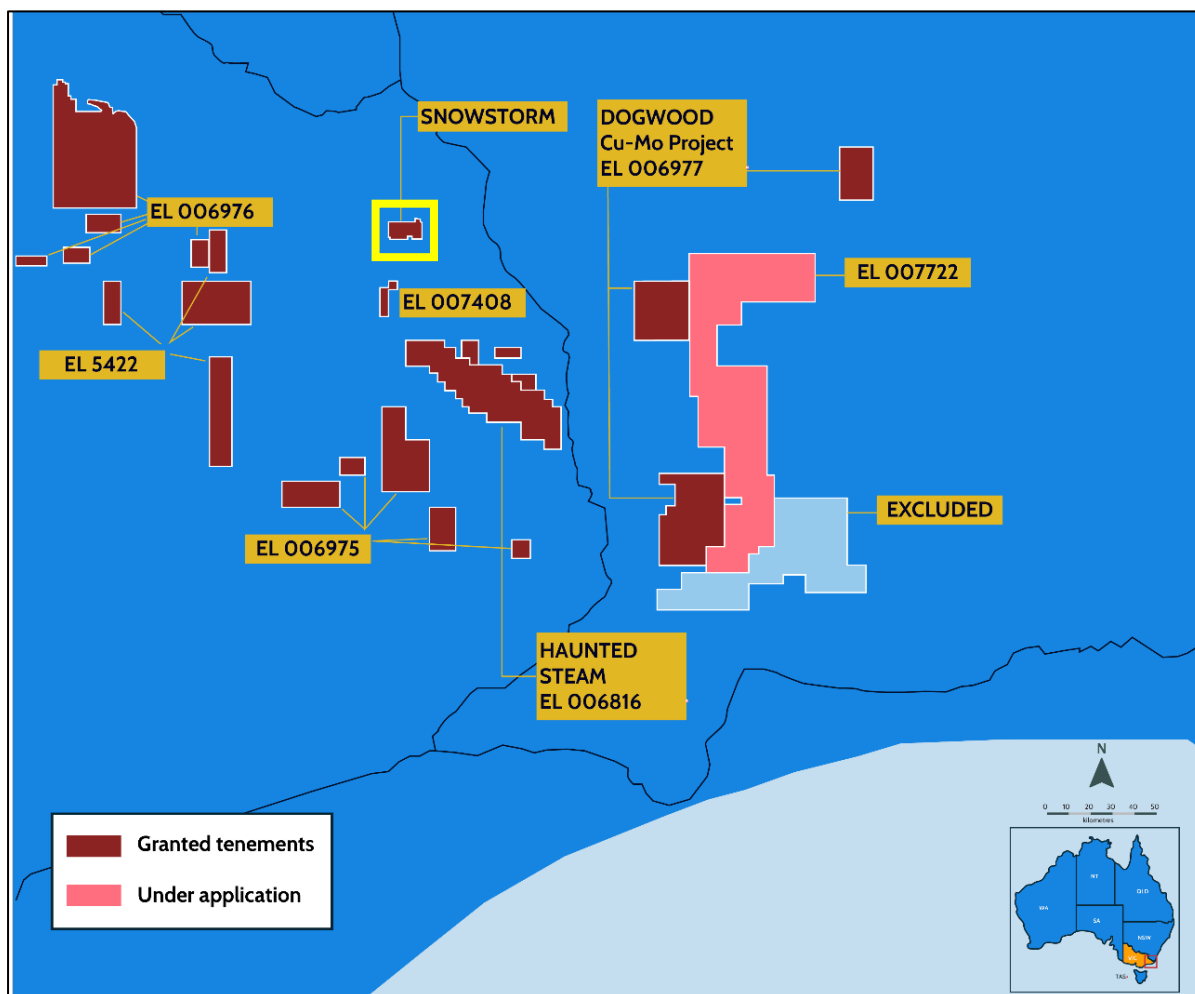 SNOWSTORM
DOGWOOD
Cu-Mo Project
EL 006977
EL 006976
EL 007722
EL 007408
EL 5422
EXCLUDED
EL 006975
HAUNTED
STEAM
EL 006816
N
0 10 20 30 40 50
kilometres
Granted tenements
Under application
NT
QLD
WA
SA
NSW
VIC
TAS